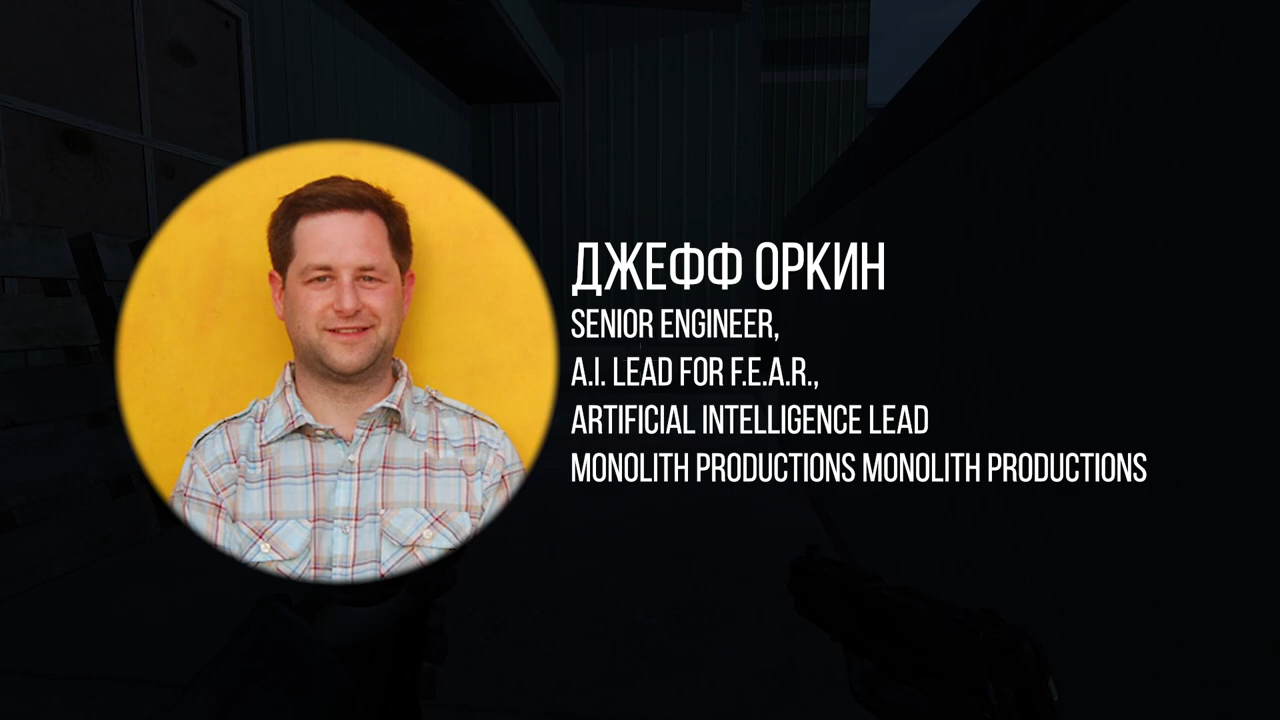 ДЖЕФФ ОРКИН
SENIOR ENGINEER,
A.I. LEAD FOR F.E.A.R.,
ARTIFICIAL INTELLIGENCE LEAD
MONOLITH PRODUCTIONS MONOLITH PRODUCTIONS